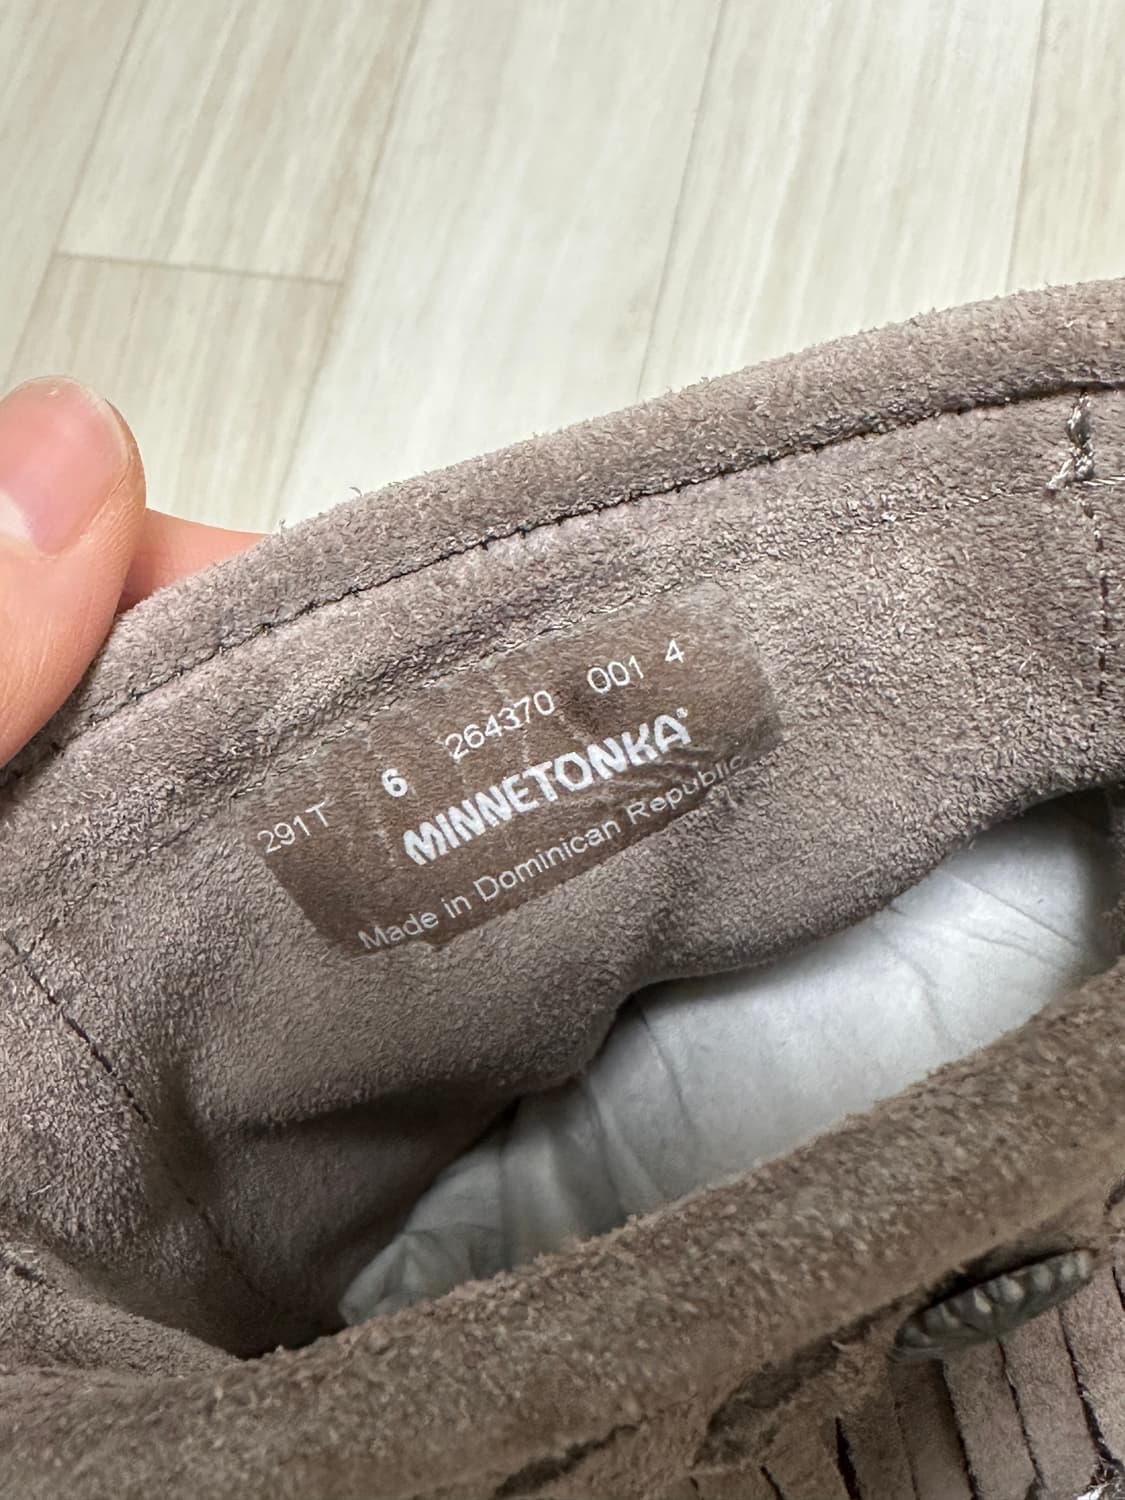 291T 6 264370 001 4
MINNETONKA®
Made in Dominican Republic